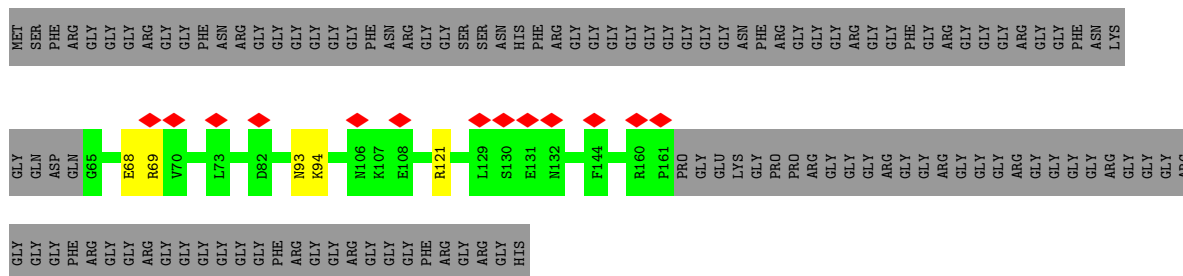 MET SER PHE ARG GLY GLY GLY ARG GLY GLY PHE ASN ARG GLY GLY GLY GLY GLY PHE ASN ARG GLY GLY SER SER ASN HIS PHE ARG GLY GLY GLY GLY GLY GLY GLY GLY GLY GLY ASN PHE ARG GLY GLY GLY ARG GLY GLY PHE GLY ARG GLY GLY GLY ARG GLY GLY PHE ASN LYS
GLY GLN ASP GLN G65 E68 R69 V70 L73 D82 N93 K94 N106 K107 E108 R121 L129 S130 E131 N132 F144 R160 P161 PRO GLY GLU LYS GLY PRO PRO ARG GLY GLY GLY ARG GLY GLY ARG GLY GLY GLY ARG GLY GLY GLY GLY ARG GLY GLY GLY ARG
GLY GLY GLY PHE ARG GLY GLY ARG GLY GLY GLY GLY GLY GLY PHE ARG GLY GLY ARG GLY GLY GLY PHE ARG GLY ARG GLY HIS